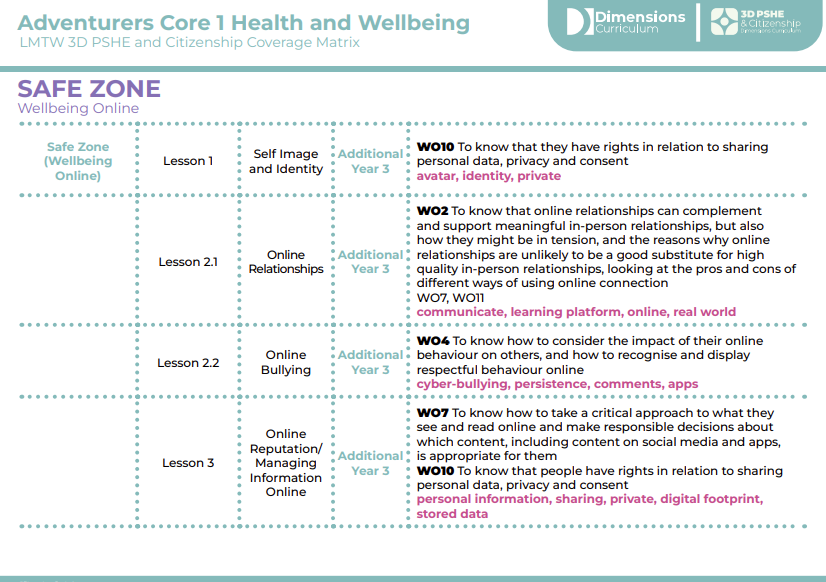 Adventurers Core 1 Health and Wellbeing
LMTW 3D PSHE and Citizenship Coverage Matrix
Dimensions
Curriculum
3D PSHE
& Citizenship
Dimensions Curriculum
SAFE ZONE
Wellbeing Online
Safe Zone
(Wellbeing
Online)
Lesson 1
Self Image
and Identity
Additional
Year 3
WO10 To know that they have rights in relation to sharing
personal data, privacy and consent
avatar, identity, private
Lesson 2.1
Online
Relationships
Additional
Year 3
WO2 To know that online relationships can complement
and support meaningful in-person relationships, but also
how they might be in tension, and the reasons why online
relationships are unlikely to be a good substitute for high
quality in-person relationships, looking at the pros and cons of
different ways of using online connection
WO7, WO11
communicate, learning platform, online, real world
Lesson 2.2
Online
Bullying
Additional
Year 3
WO4 To know how to consider the impact of their online
behaviour on others, and how to recognise and display
respectful behaviour online
cyber-bullying, persistence, comments, apps
Lesson 3
Online
Reputation/
Managing
Information
Online
Additional
Year 3
WO7 To know how to take a critical approach to what they
see and read online and make responsible decisions about
which content, including content on social media and apps,
is appropriate for them
WO10 To know that people have rights in relation to sharing
personal data, privacy and consent
personal information, sharing, private, digital footprint,
stored data